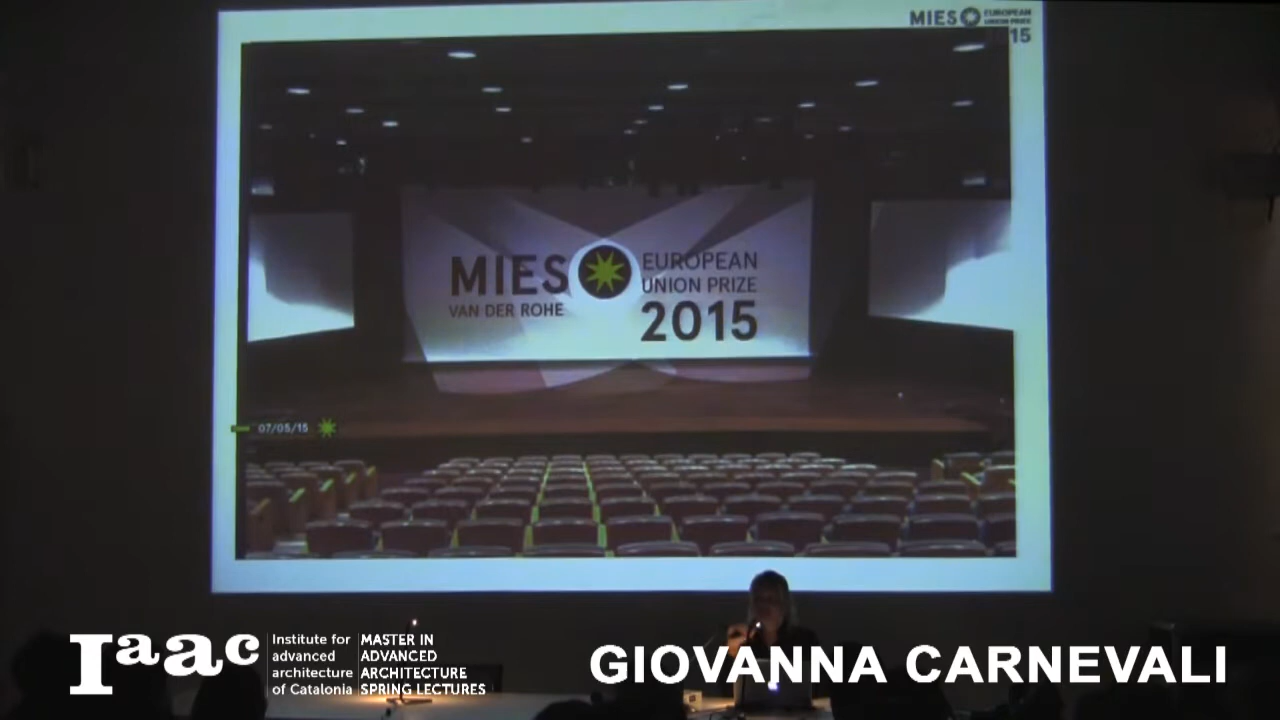 MIES EUROPEAN
UNION PRIZE
15
MIES EUROPEAN
VAN DER ROHE UNION PRIZE
2015
07/05/15
Iaac
Institute for
advanced
architecture
of Catalonia
MASTER IN
ADVANCED
ARCHITECTURE
SPRING LECTURES
GIOVANNA CARNEVALI